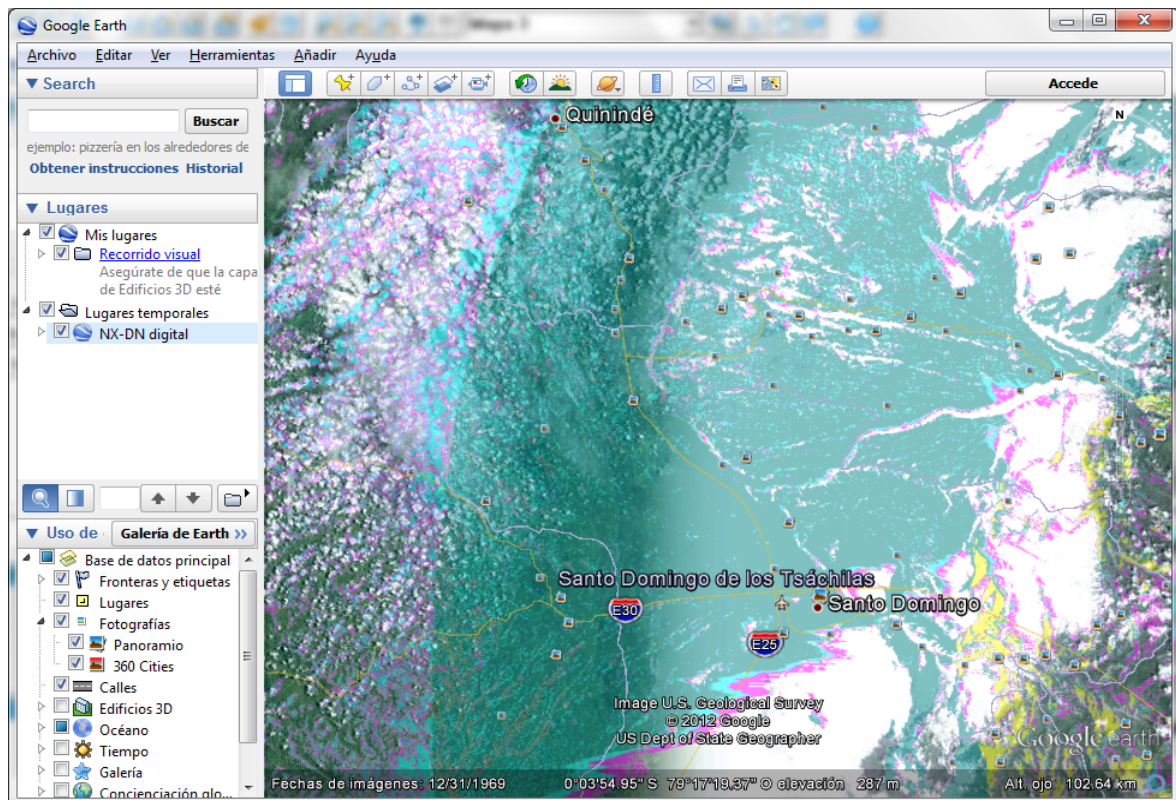 Google Earth
Mapa 3
Archivo Editar Ver Herramientas Añadir Ayuda
Search
Accede
Buscar
ejemplo: pizzería en los alrededores de
Obtener instrucciones Historial
Lugares
Mis lugares
Recorrido visual
Asegúrate de que la capa
de Edificios 3D esté
Lugares temporales
NX-DN digital
Uso de Galería de Earth >>
Base de datos principal
Fronteras y etiquetas
Lugares
Fotografías
Panoramio
360 Cities
Calles
Edificios 3D
Océano
Tiempo
Galería
Concienciación glo...
N
Quinindé
Santo Domingo de los Tsáchilas
Santo Domingo
E30
E25
Image U.S. Geological Survey
© 2012 Google
US Dept of State Geographer
Google earth
Fechas de imágenes: 12/31/1969 0°03'54.95" S 79°17'19.37" O elevación 287 m Alt. ojo 102.64 km